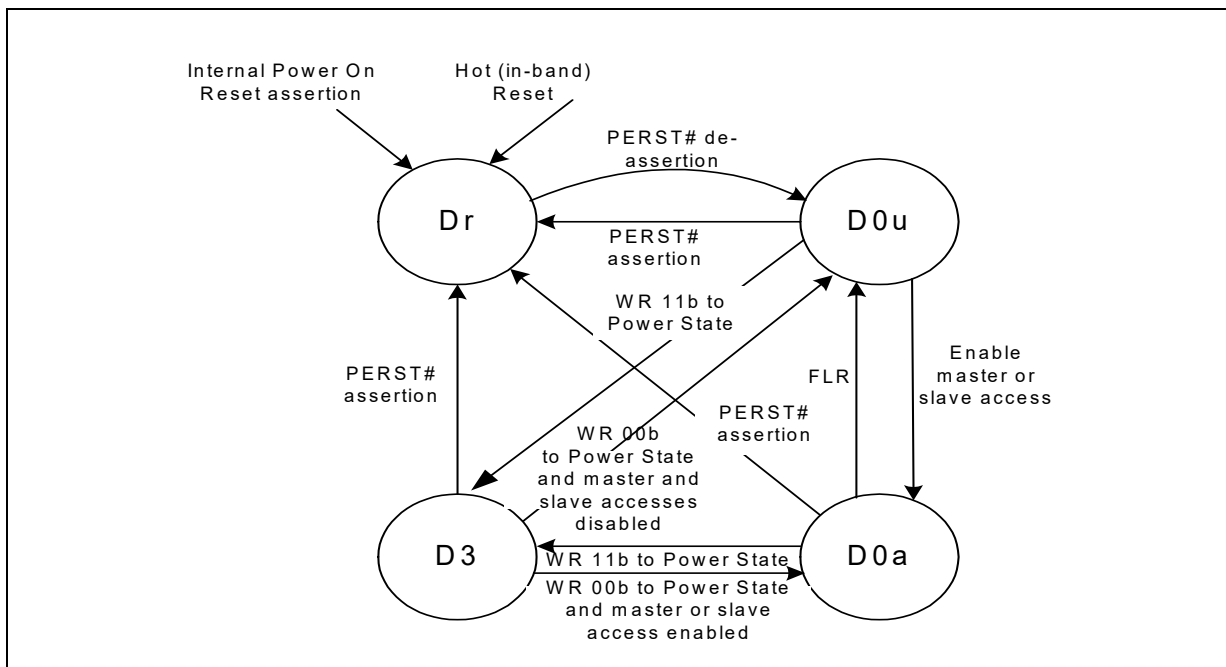 Internal Power On
Reset assertion
Hot (in-band)
Reset
PERST# de-
assertion
Dr
D0u
PERST#
assertion
WR 11b to
Power State
PERST#
assertion
FLR
Enable
master or
slave access
PERST#
assertion
WR 00b
to Power State
and master and
slave accesses
disabled
D3
D0a
WR 11b to Power State
WR 00b to Power State
and master or slave
access enabled